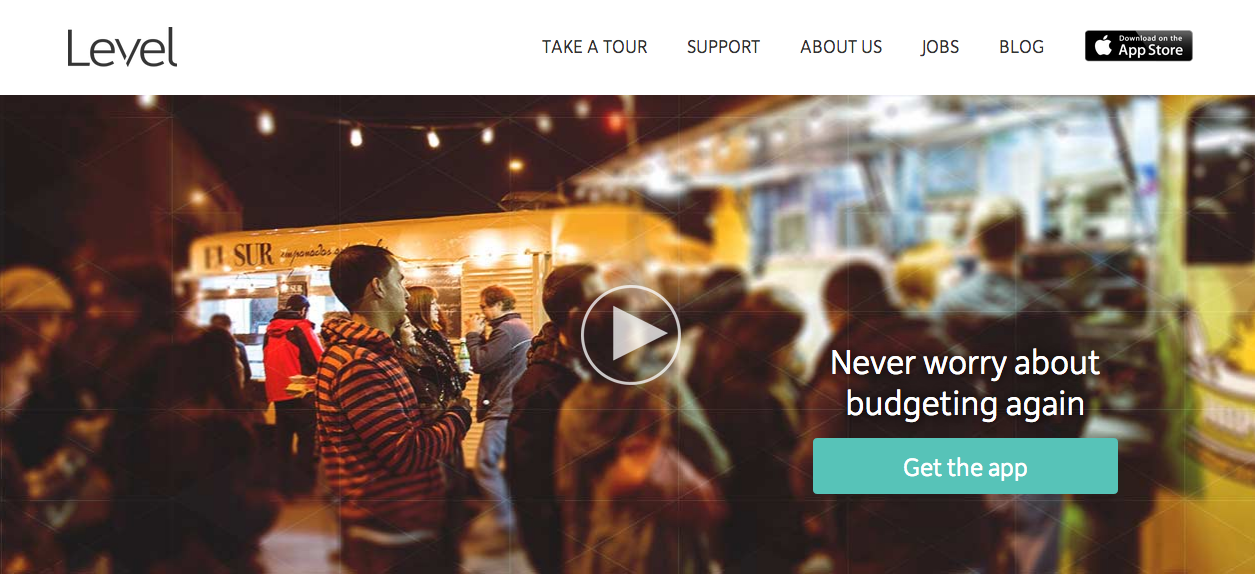 Level
TAKE A TOUR
SUPPORT
ABOUT US
JOBS
BLOG
Download on the
App Store
EL SUR empanadas
Never worry about
budgeting again
Get the app